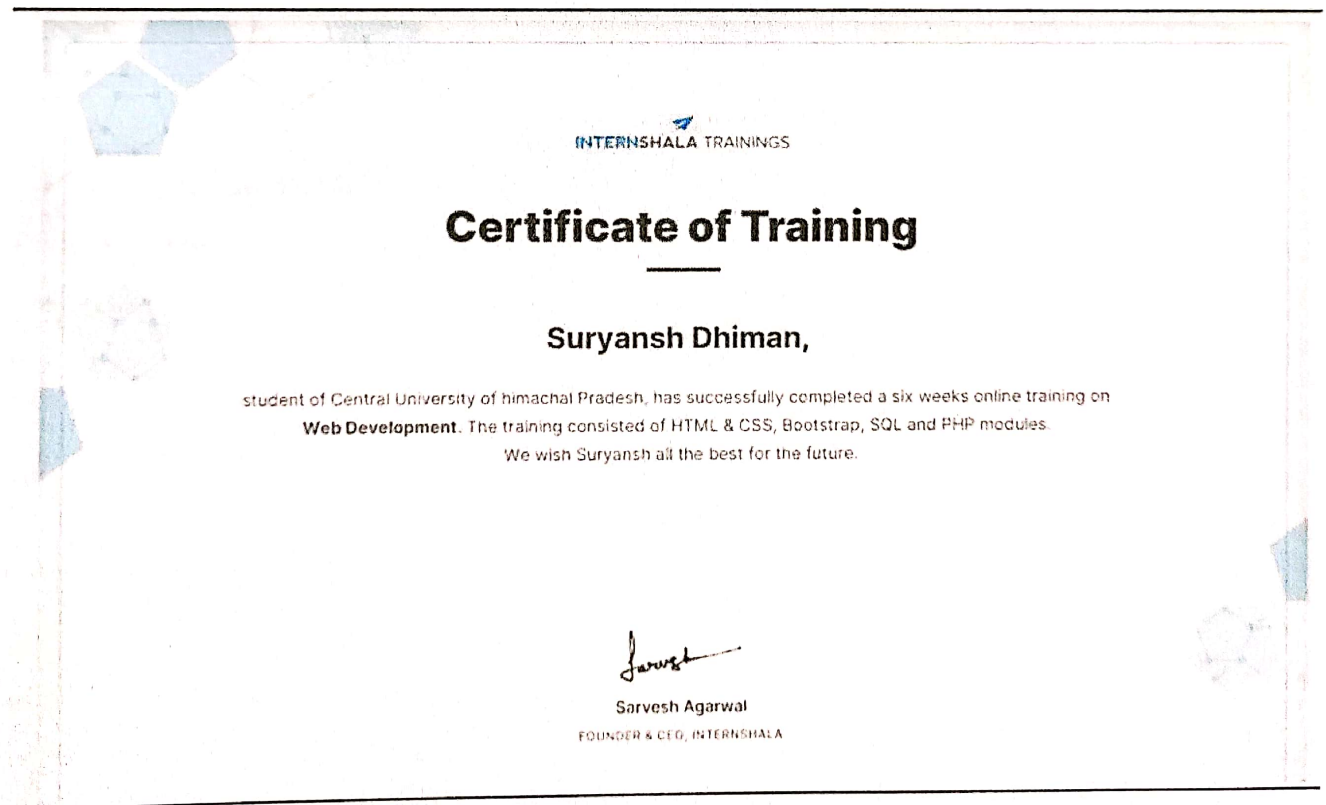 INTERNSHALA TRAININGS
Certificate of Training
Suryansh Dhiman,
student of Central University of himachal Pradesh, has successfully completed a six weeks online training on
Web Development. The training consisted of HTML & CSS, Bootstrap, SQL and PHP modules.
We wish Suryansh all the best for the future.
Sarvesh Agarwal
FOUNDER & CEO, INTERNSHALA